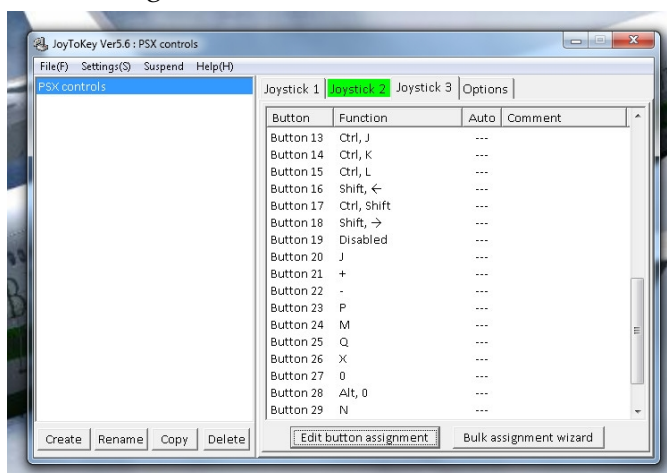 JoyToKey Ver5.6 : PSX controls
File(F) Settings(S) Suspend Help(H)
PSX controls
Joystick 1 Joystick 2 Joystick 3 Options
Button Function Auto Comment
Button 13 Ctrl, J ---
Button 14 Ctrl, K ---
Button 15 Ctrl, L ---
Button 16 Shift, ← ---
Button 17 Ctrl, Shift ---
Button 18 Shift, → ---
Button 19 Disabled ---
Button 20 J ---
Button 21 + ---
Button 22 - ---
Button 23 P ---
Button 24 M ---
Button 25 Q ---
Button 26 X ---
Button 27 0 ---
Button 28 Alt, 0 ---
Button 29 N ---
Create Rename Copy Delete Edit button assignment Bulk assignment wizard